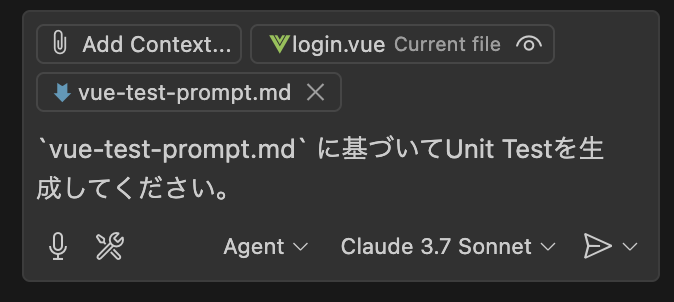 Add Context...
login.vue Current file
vue-test-prompt.md
`vue-test-prompt.md` に基づいてUnit Testを生
成してください。
Agent
Claude 3.7 Sonnet